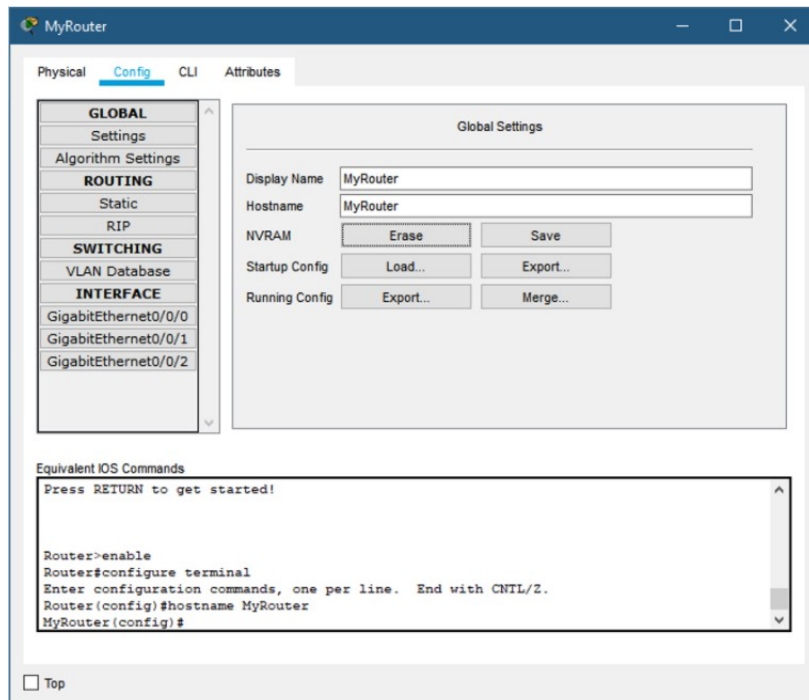 MyRouter
Physical Config CLI Attributes
GLOBAL
Settings
Algorithm Settings
ROUTING
Static
RIP
SWITCHING
VLAN Database
INTERFACE
GigabitEthernet0/0/0
GigabitEthernet0/0/1
GigabitEthernet0/0/2
Global Settings
Display Name MyRouter
Hostname MyRouter
NVRAM Erase Save
Startup Config Load... Export...
Running Config Export... Merge...
Equivalent IOS Commands
Press RETURN to get started!
Router>enable
Router#configure terminal
Enter configuration commands, one per line. End with CNTL/Z.
Router(config)#hostname MyRouter
MyRouter(config)#
Top